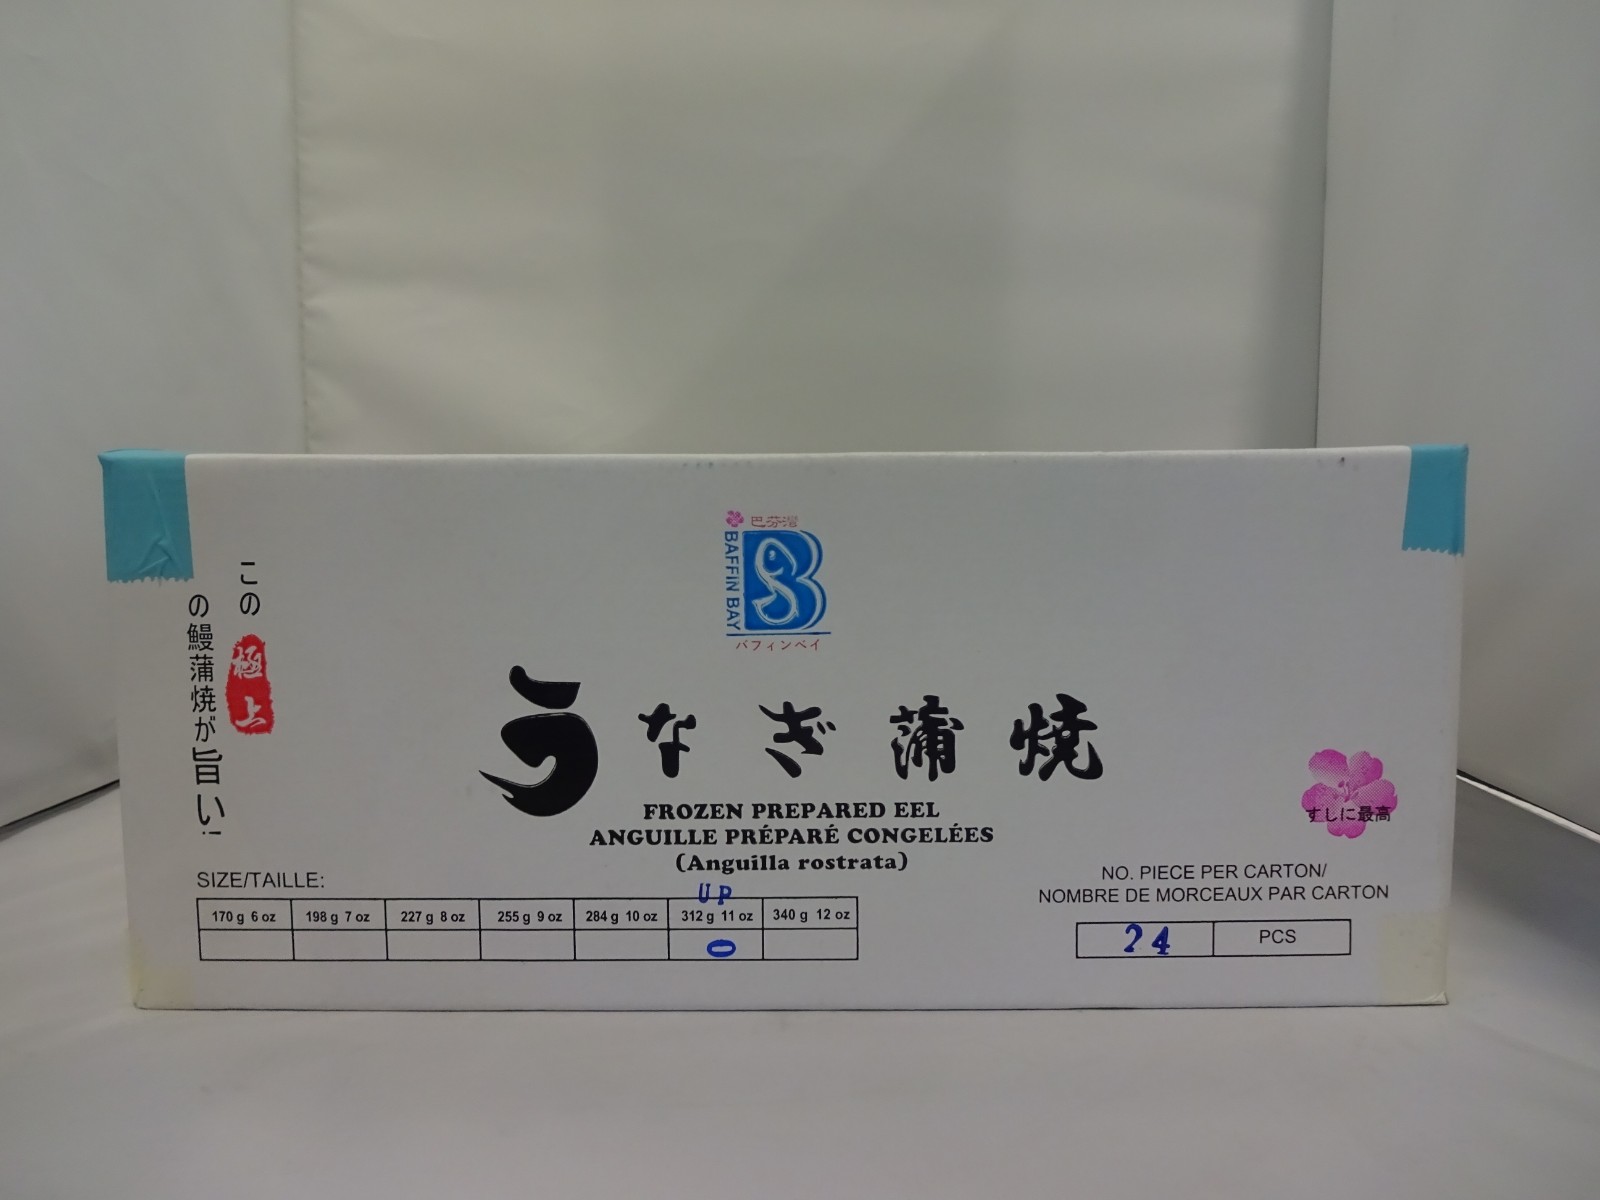 巴芬湾
BAFFIN BAY
バフィンベイ
この
極上
の鰻蒲焼が旨い
うなぎ蒲焼
FROZEN PREPARED EEL
ANGUILLE PRÉPARÉ CONGELÉES
(Anguilla rostrata)
すしに最高
SIZE/TAILLE:
UP
170 g 6 oz 198 g 7 oz 227 g 8 oz 255 g 9 oz 284 g 10 oz 312 g 11 oz 340 g 12 oz
0
NO. PIECE PER CARTON/
NOMBRE DE MORCEAUX PAR CARTON
24 PCS